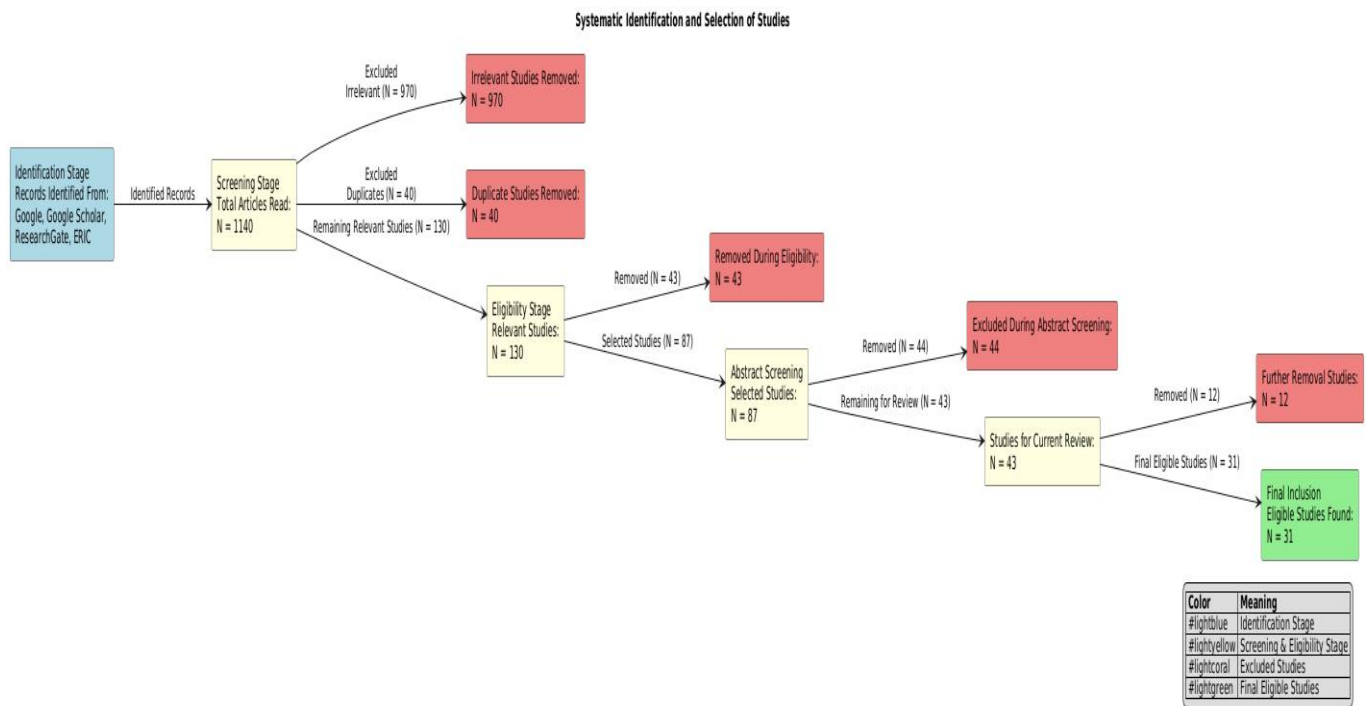 Systematic Identification and Selection of Studies
Excluded
Irrelevant (N = 970)
Irrelevant Studies Removed:
N = 970
Identification Stage
Records Identified From:
Google, Google Scholar,
ResearchGate, ERIC
Identified Records
Screening Stage
Total Articles Read:
N = 1140
Excluded
Duplicates (N = 40)
Duplicate Studies Removed:
N = 40
Remaining Relevant Studies (N = 130)
Eligibility Stage
Relevant Studies:
N = 130
Removed (N = 43)
Removed During Eligibility:
N = 43
Selected Studies (N = 87)
Abstract Screening
Selected Studies:
N = 87
Removed (N = 44)
Excluded During Abstract Screening:
N = 44
Remaining for Review (N = 43)
Studies for Current Review:
N = 43
Removed (N = 12)
Further Removal Studies:
N = 12
Final Eligible Studies (N = 31)
Final Inclusion
Eligible Studies Found:
N = 31
Color Meaning
#lightblue Identification Stage
#lightyellow Screening & Eligibility Stage
#lightcoral Excluded Studies
#lightgreen Final Eligible Studies